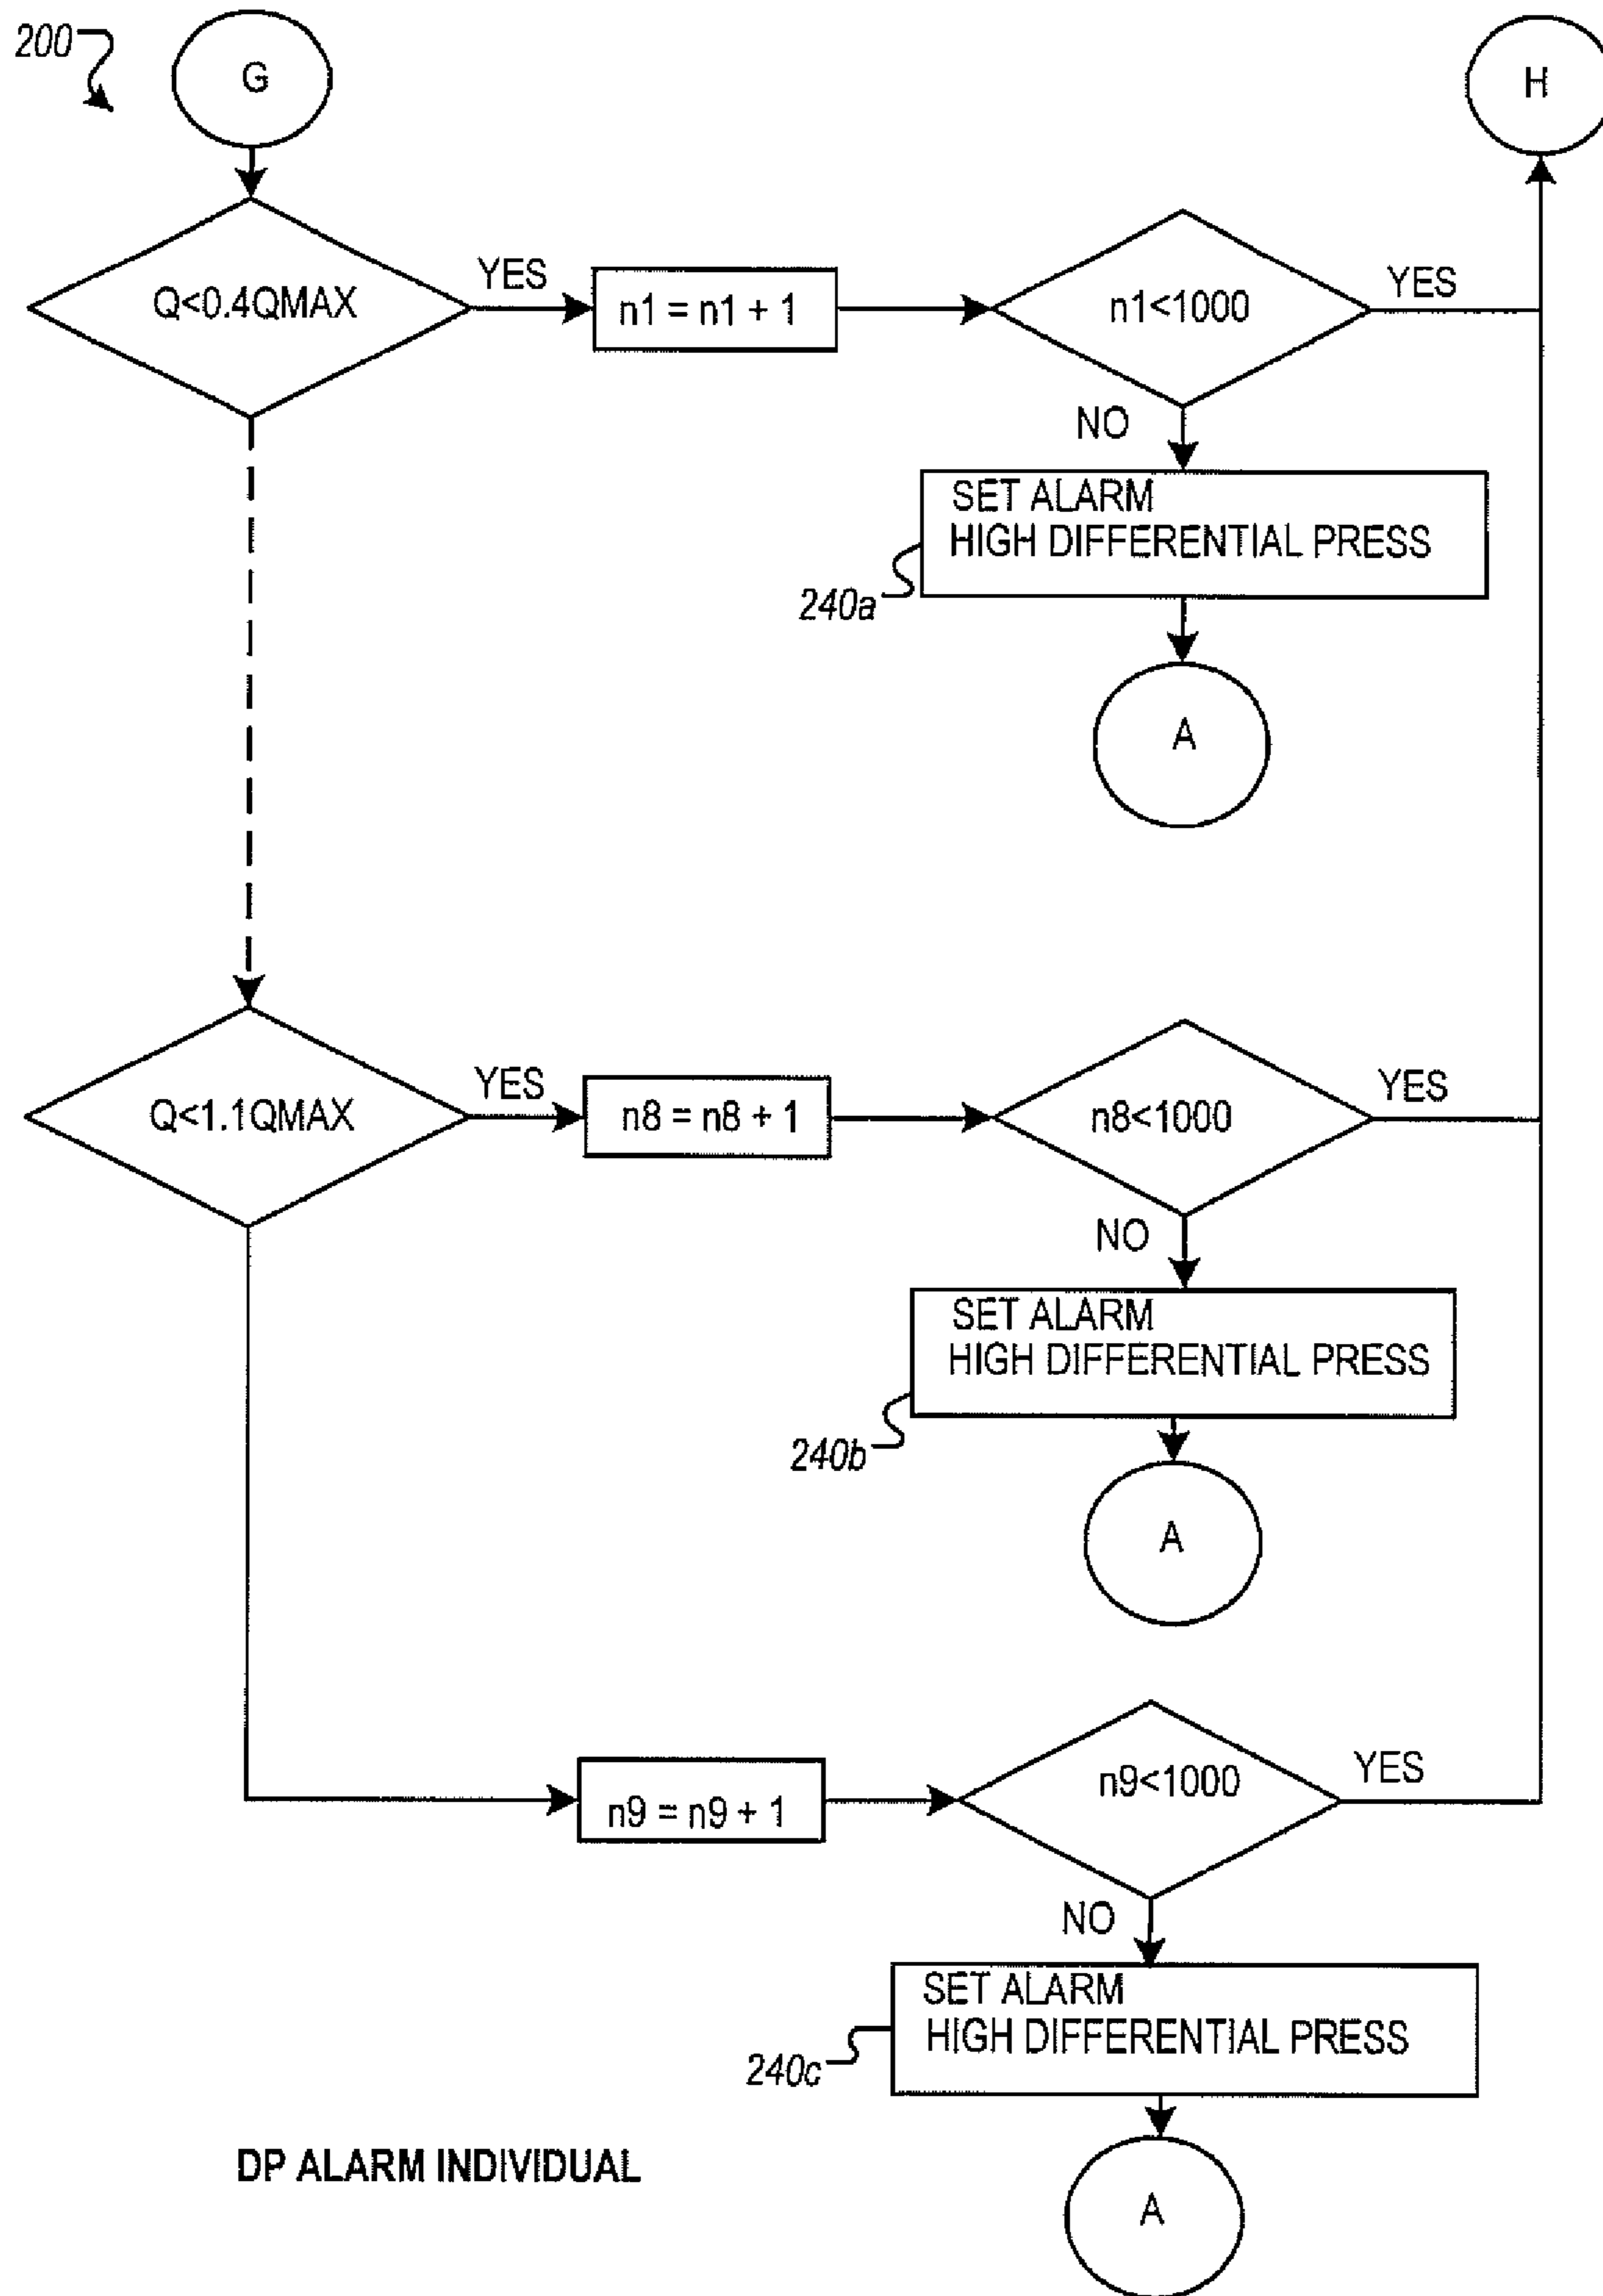 200
G
H
Q<0.4QMAX
YES
n1 = n1 + 1
n1<1000
YES
NO
SET ALARM
HIGH DIFFERENTIAL PRESS
240a
A
Q<1.1QMAX
YES
n8 = n8 + 1
n8<1000
YES
NO
SET ALARM
HIGH DIFFERENTIAL PRESS
240b
A
n9 = n9 + 1
n9<1000
YES
NO
SET ALARM
HIGH DIFFERENTIAL PRESS
240c
A
DP ALARM INDIVIDUAL